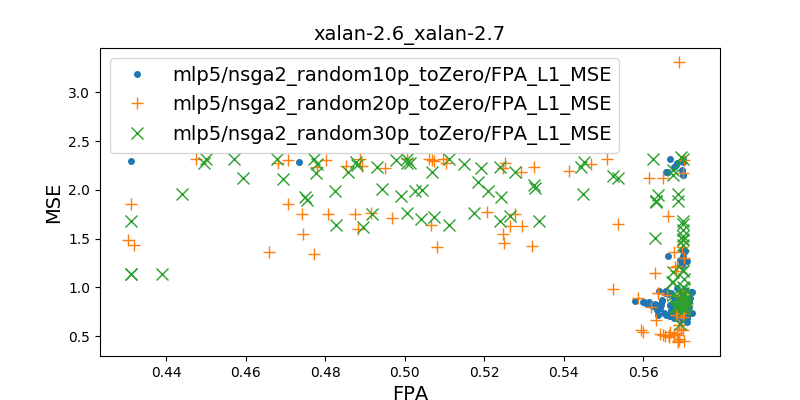 xalan-2.6_xalan-2.7
mlp5/nsga2_random10p_toZero/FPA_L1_MSE
mlp5/nsga2_random20p_toZero/FPA_L1_MSE
mlp5/nsga2_random30p_toZero/FPA_L1_MSE
MSE
3.0
2.5
2.0
1.5
1.0
0.5
0.44 0.46 0.48 0.50 0.52 0.54 0.56
FPA